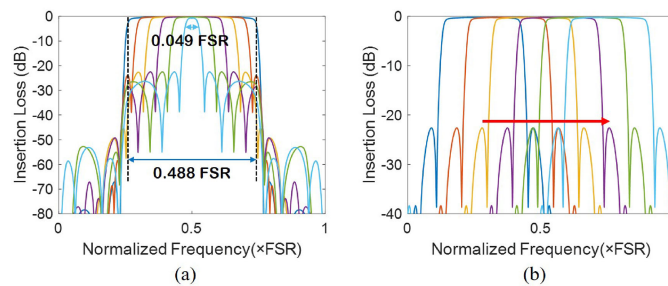 0
-10
-20
-30
-40
-50
-60
-70
-80
Insertion Loss (dB)
0.049 FSR
0.488 FSR
0
0.5
1
Normalized Frequency(×FSR)
(a)
0
-10
-20
-30
-40
Insertion Loss (dB)
0
0.5
Normalized Frequency(×FSR)
(b)